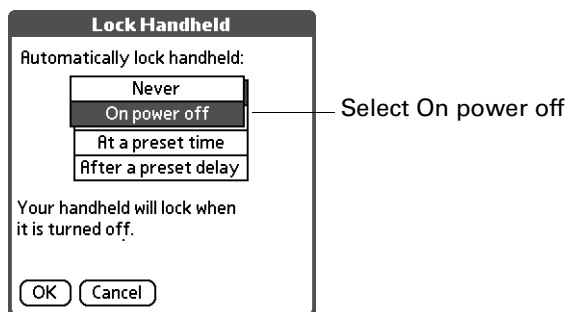 Lock Handheld
Automatically lock handheld:
Never
On power off
Select On power off
At a preset time
After a preset delay
Your handheld will lock when
it is turned off.
OK
Cancel